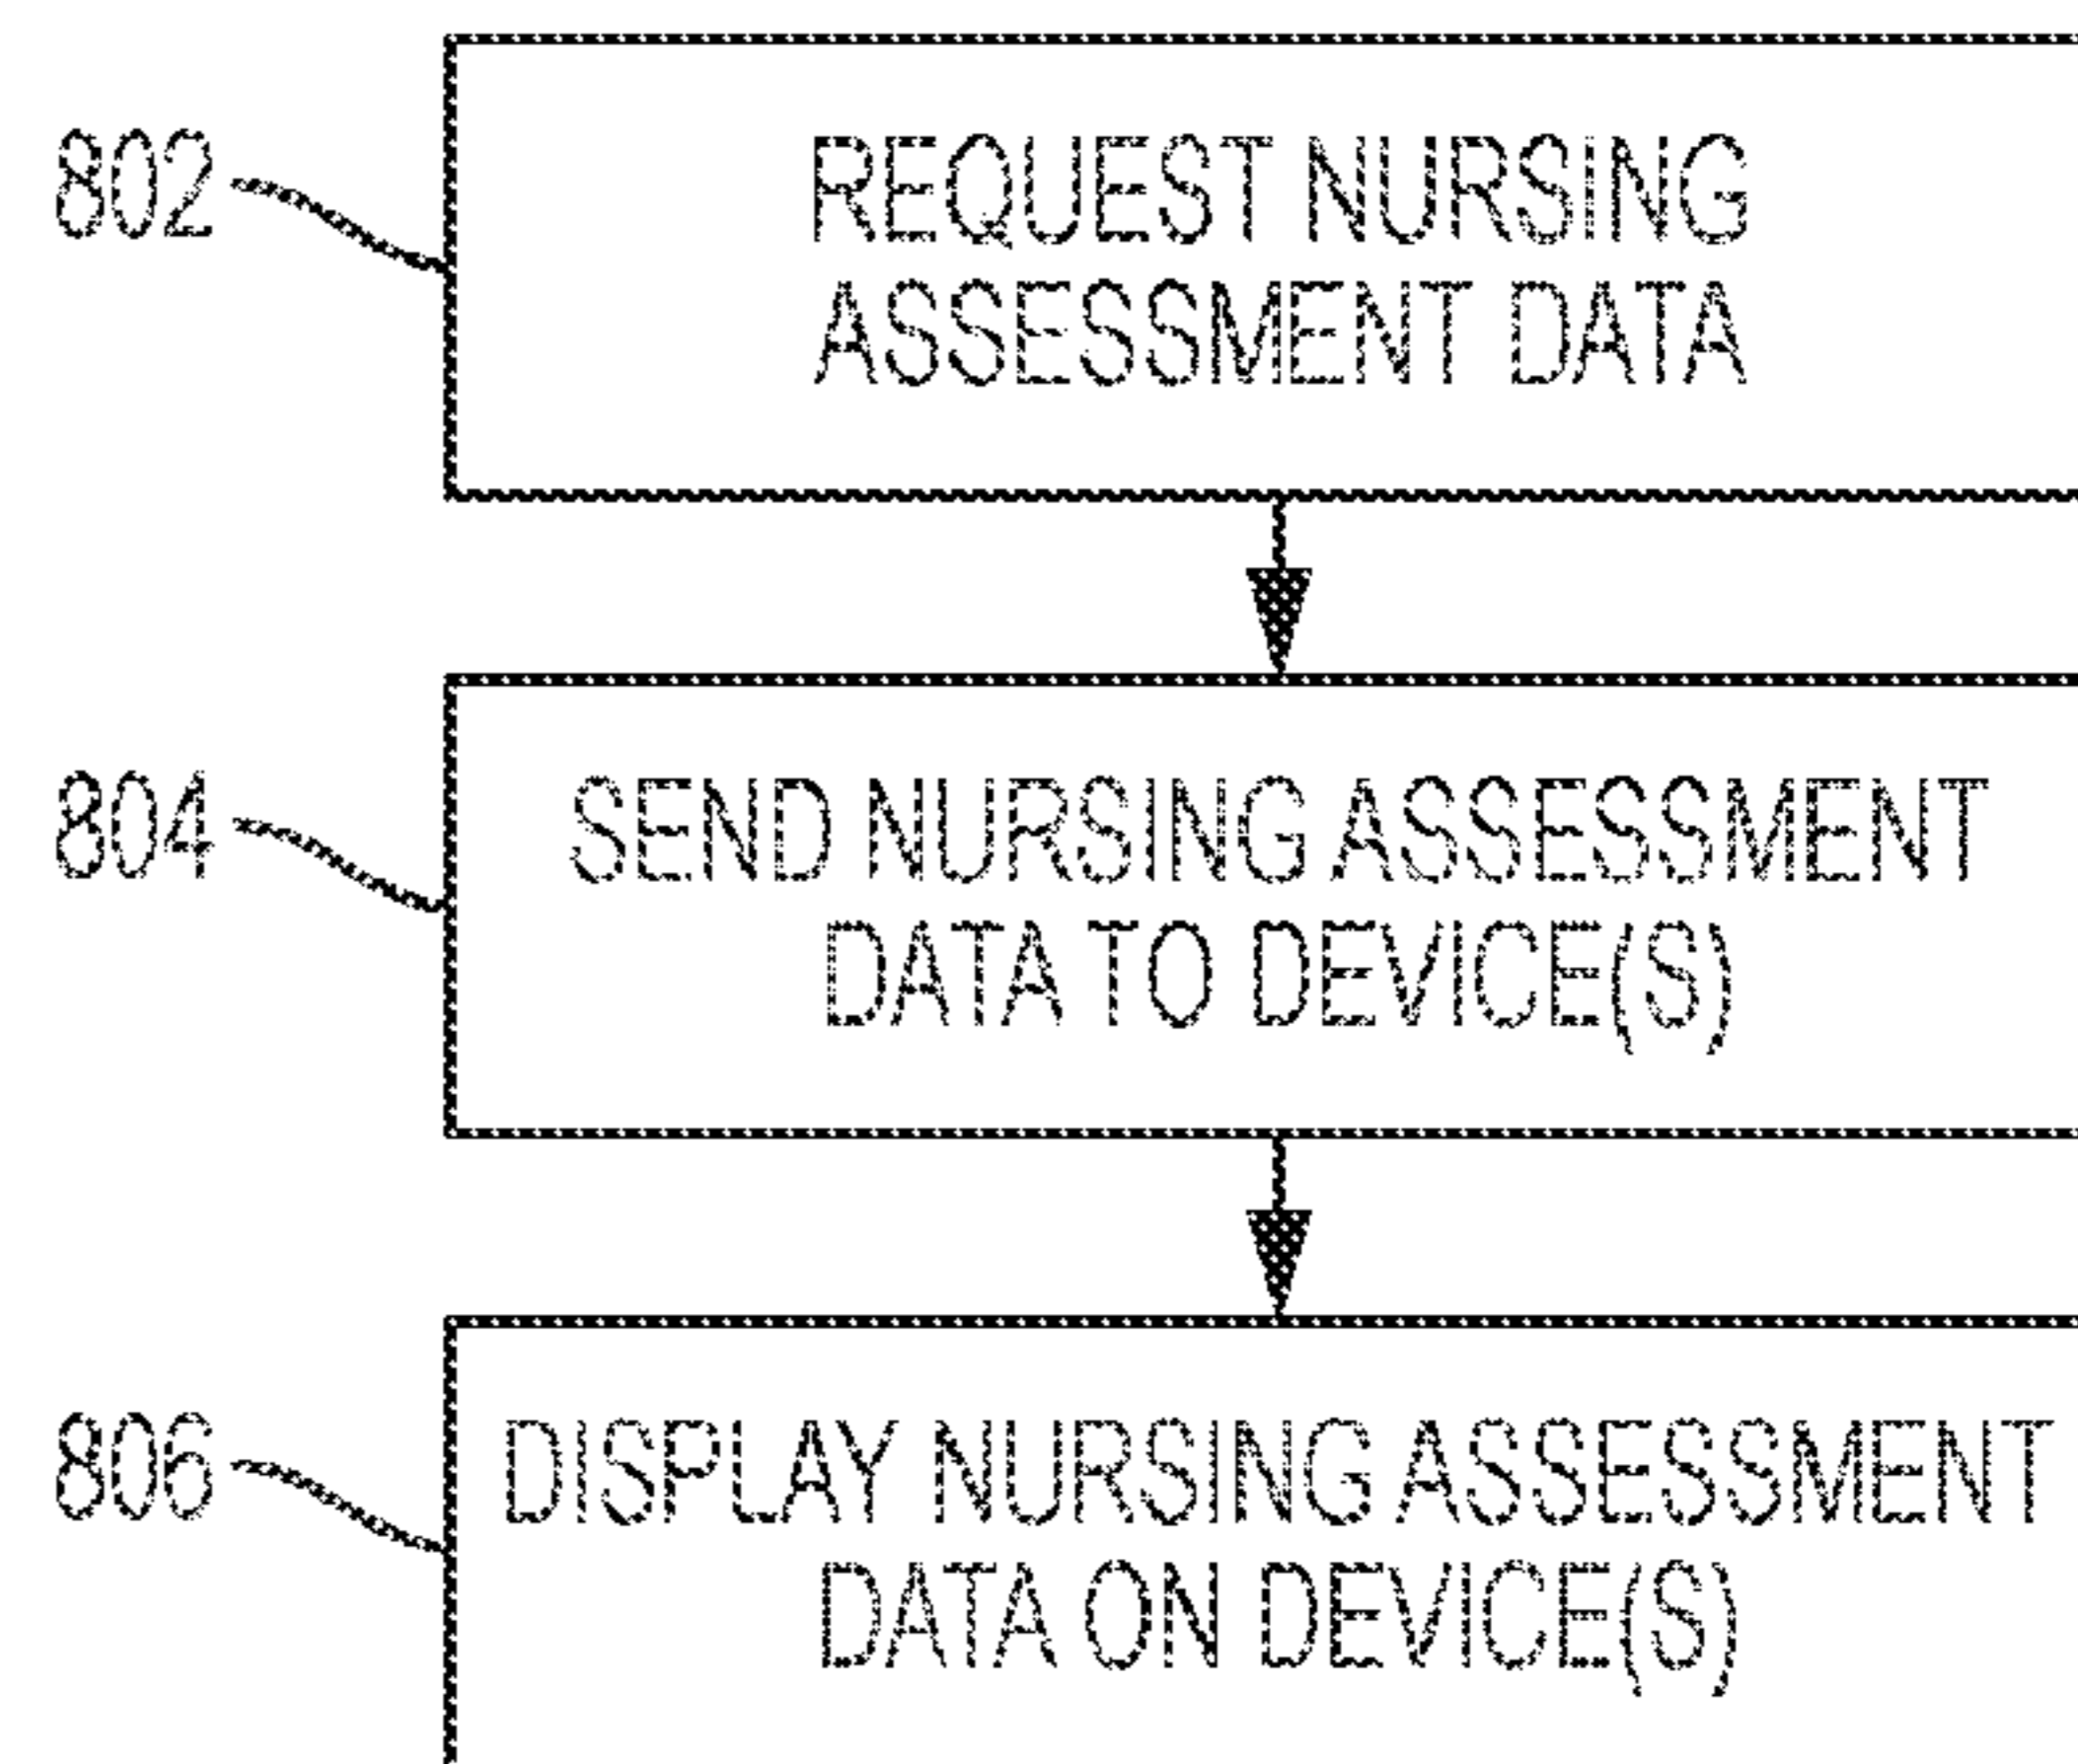 802
REQUEST NURSING
ASSESSMENT DATA
804
SEND NURSING ASSESSMENT
DATA TO DEVICE(S)
806
DISPLAY NURSING ASSESSMENT
DATA ON DEVICE(S)